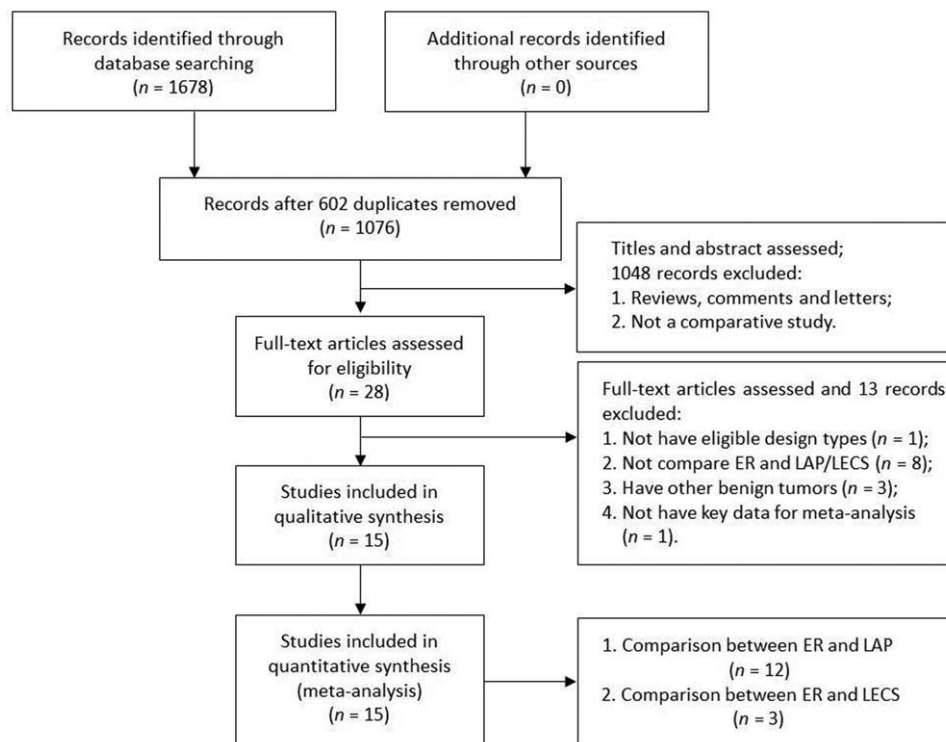 Records identified through
database searching
(n = 1678)
Additional records identified
through other sources
(n = 0)
Records after 602 duplicates removed
(n = 1076)
Titles and abstract assessed;
1048 records excluded:
1. Reviews, comments and letters;
2. Not a comparative study.
Full-text articles assessed
for eligibility
(n = 28)
Full-text articles assessed and 13 records
excluded:
1. Not have eligible design types (n = 1);
2. Not compare ER and LAP/LECS (n = 8);
3. Have other benign tumors (n = 3);
4. Not have key data for meta-analysis
(n = 1).
Studies included in
qualitative synthesis
(n = 15)
Studies included in
quantitative synthesis
(meta-analysis)
(n = 15)
1. Comparison between ER and LAP
(n = 12)
2. Comparison between ER and LECS
(n = 3)